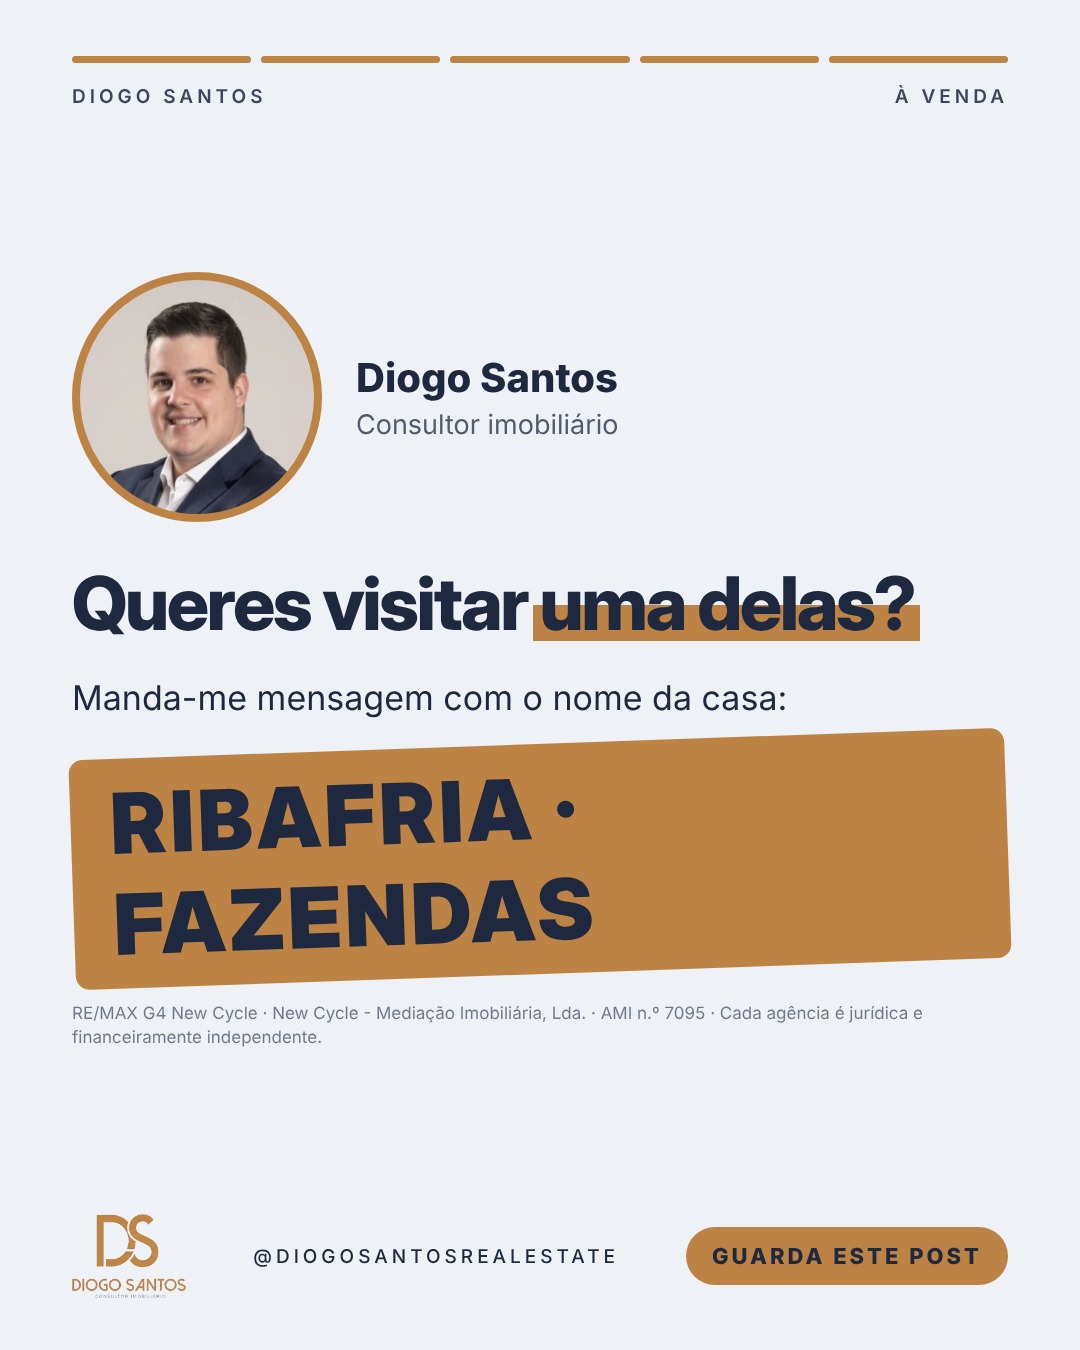 DIOGO SANTOS
À VENDA
Diogo Santos
Consultor imobiliário
Queres visitar uma delas?
Manda-me mensagem com o nome da casa:
RIBAFRIA ·
FAZENDAS
RE/MAX G4 New Cycle · New Cycle - Mediação Imobiliária, Lda. · AMI n.º 7095 · Cada agência é jurídica e
financeiramente independente.
DS
DIOGO SANTOS
CONSULTOR IMOBILIÁRIO
@DIOGOSANTOSREALESTATE
GUARDA ESTE POST